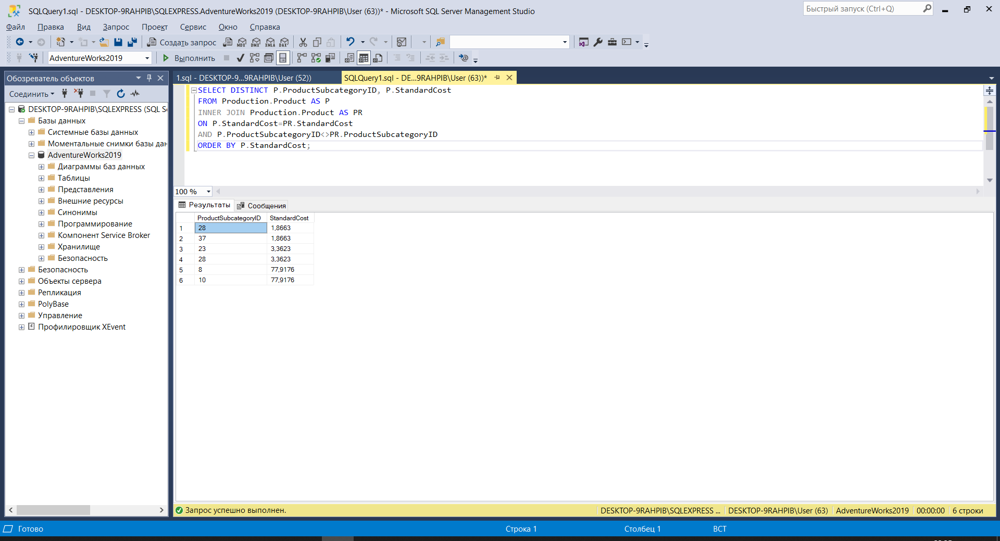 SQLQuery1.sql - DESKTOP-9RAHPIB\SQLEXPRESS.AdventureWorks2019 (DESKTOP-9RAHPIB\User (63))* - Microsoft SQL Server Management Studio
Быстрый запуск (Ctrl+Q)
Файл Правка Вид Запрос Проект Сервис Окно Справка
Создать запрос MDX DMX XMLA DAX
AdventureWorks2019 Выполнить
Обозреватель объектов
Соединить
DESKTOP-9RAHPIB\SQLEXPRESS (SQL S
Базы данных
Системные базы данных
Моментальные снимки базы дан
AdventureWorks2019
Диаграммы баз данных
Таблицы
Представления
Внешние ресурсы
Синонимы
Программирование
Компонент Service Broker
Хранилище
Безопасность
Безопасность
Объекты сервера
Репликация
PolyBase
Управление
Профилировщик XEvent
1.sql - DESKTOP-9...9RAHPIB\User (52))
SQLQuery1.sql - DE...9RAHPIB\User (63))*
SELECT DISTINCT P.ProductSubcategoryID, P.StandardCost
FROM Production.Product AS P
INNER JOIN Production.Product AS PR
ON P.StandardCost=PR.StandardCost
AND P.ProductSubcategoryID<>PR.ProductSubcategoryID
ORDER BY P.StandardCost;
100 %
Результаты Сообщения
ProductSubcategoryID StandardCost
1 28 1,8663
2 37 1,8663
3 23 3,3623
4 28 3,3623
5 8 77,9176
6 10 77,9176
Запрос успешно выполнен.
DESKTOP-9RAHPIB\SQLEXPRESS ... DESKTOP-9RAHPIB\User (63) AdventureWorks2019 00:00:00 6 строки
Готово Строка 1 Столбец 1 ВСТ